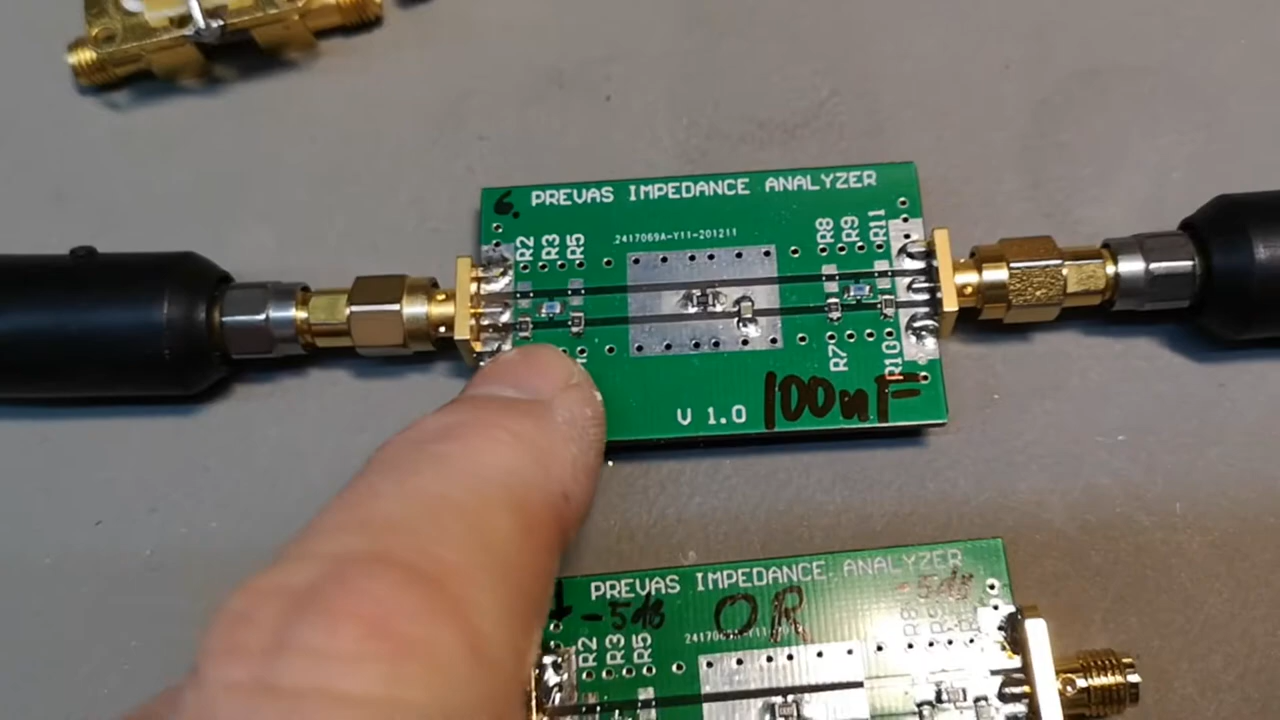 6. PREVAS IMPEDANCE ANALYZER
2417069A-Y11-201211
R2 R3 R5
R8 R9 R11
R7 R10
V 1.0 100nF
PREVAS IMPEDANCE ANALYZER
-5dB 0R -5dB
R2 R3 R5